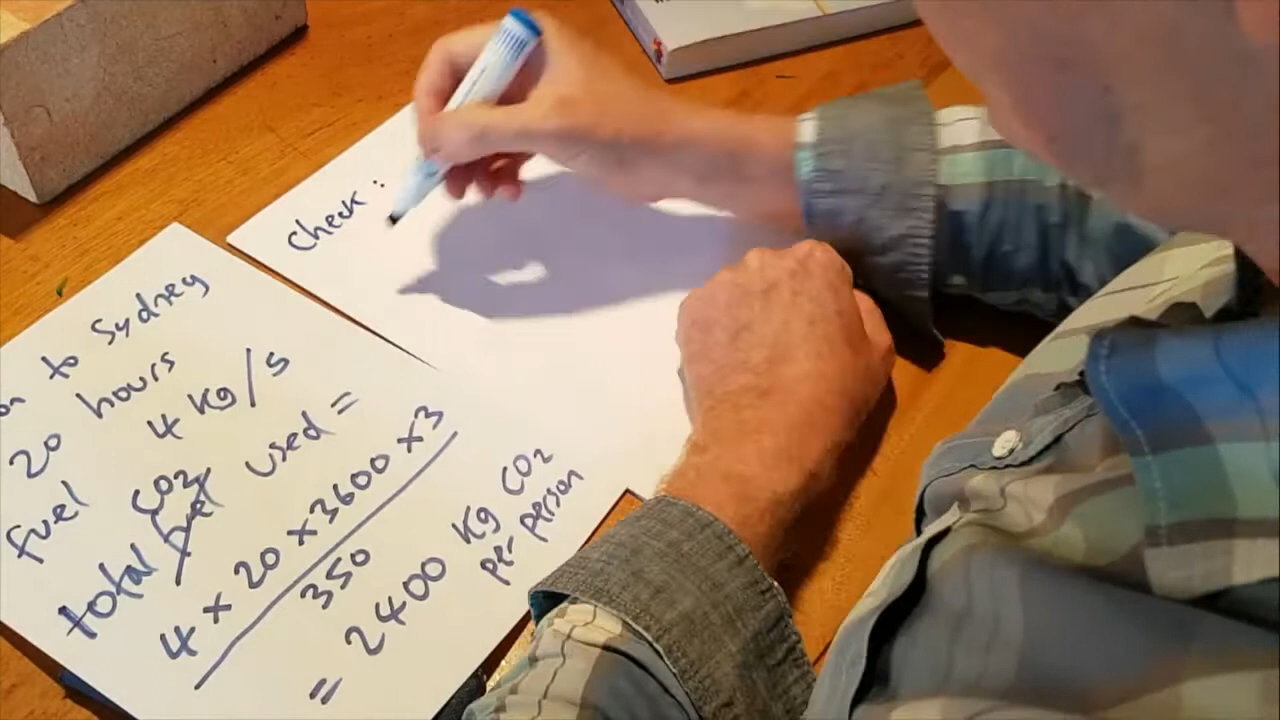 to Sydney
20 hours
fuel 4 Kg/s
total CO₂ fuel used =
4 × 20 × 3600 × 3
350
= 2400 Kg CO₂
per person
Check: